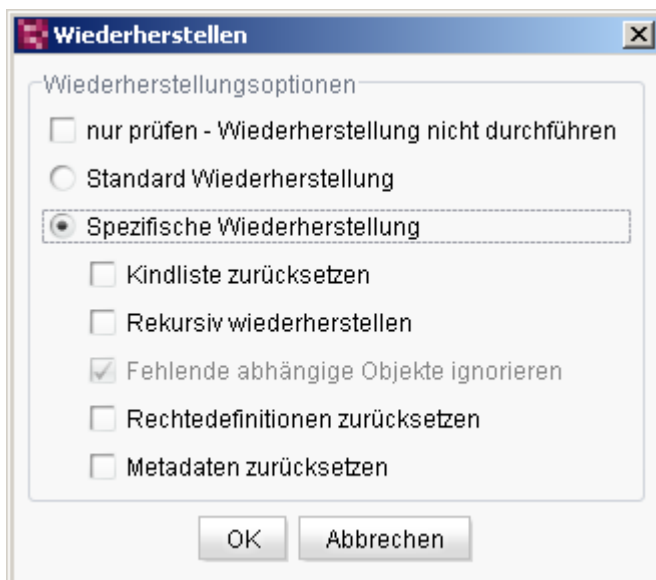 Wiederherstellen
Wiederherstellungsoptionen
nur prüfen - Wiederherstellung nicht durchführen
Standard Wiederherstellung
Spezifische Wiederherstellung
Kindliste zurücksetzen
Rekursiv wiederherstellen
Fehlende abhängige Objekte ignorieren
Rechtedefinitionen zurücksetzen
Metadaten zurücksetzen
OK Abbrechen